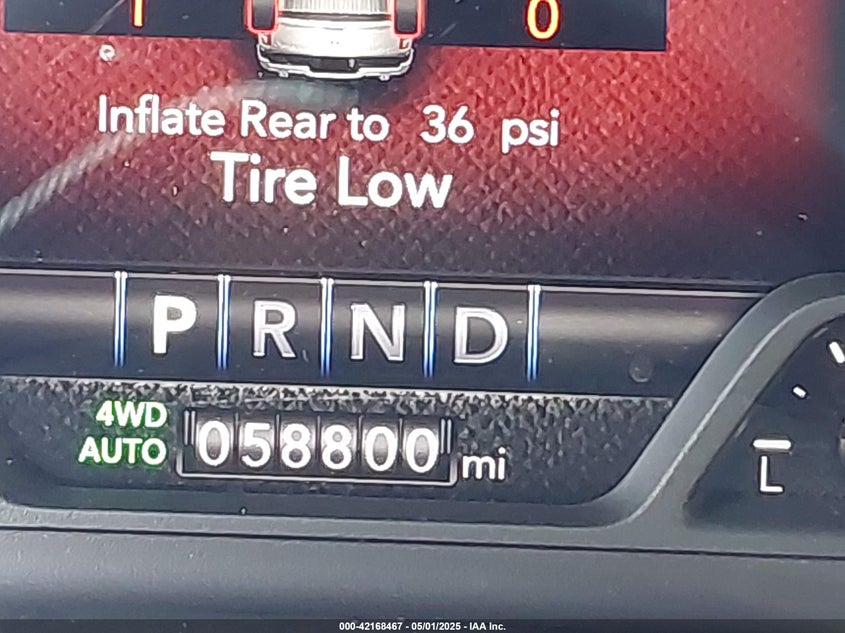 1 0
Inflate Rear to 36 psi
Tire Low
P R N D
4WD
AUTO 058800 mi
L
000-42168467 - 05/01/2025 - IAA Inc.